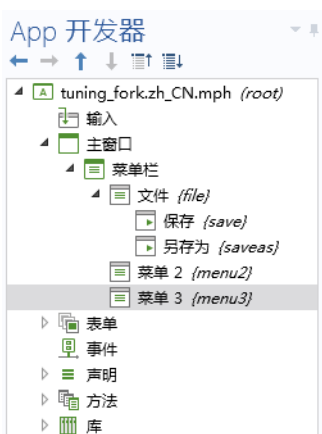 App 开发器
tuning_fork.zh_CN.mph (root)
输入
主窗口
菜单栏
文件 {file}
保存 {save}
另存为 {saveas}
菜单 2 {menu2}
菜单 3 {menu3}
表单
事件
声明
方法
库